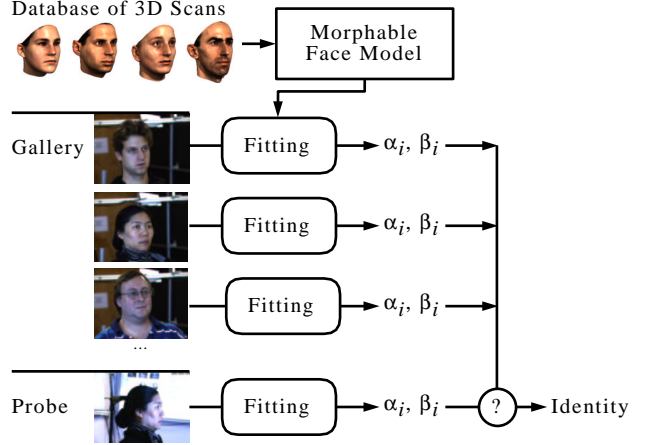 Database of 3D Scans
Morphable
Face Model
Gallery
Fitting
αi, βi
Fitting
αi, βi
Fitting
αi, βi
...
Probe
Fitting
αi, βi
?
Identity